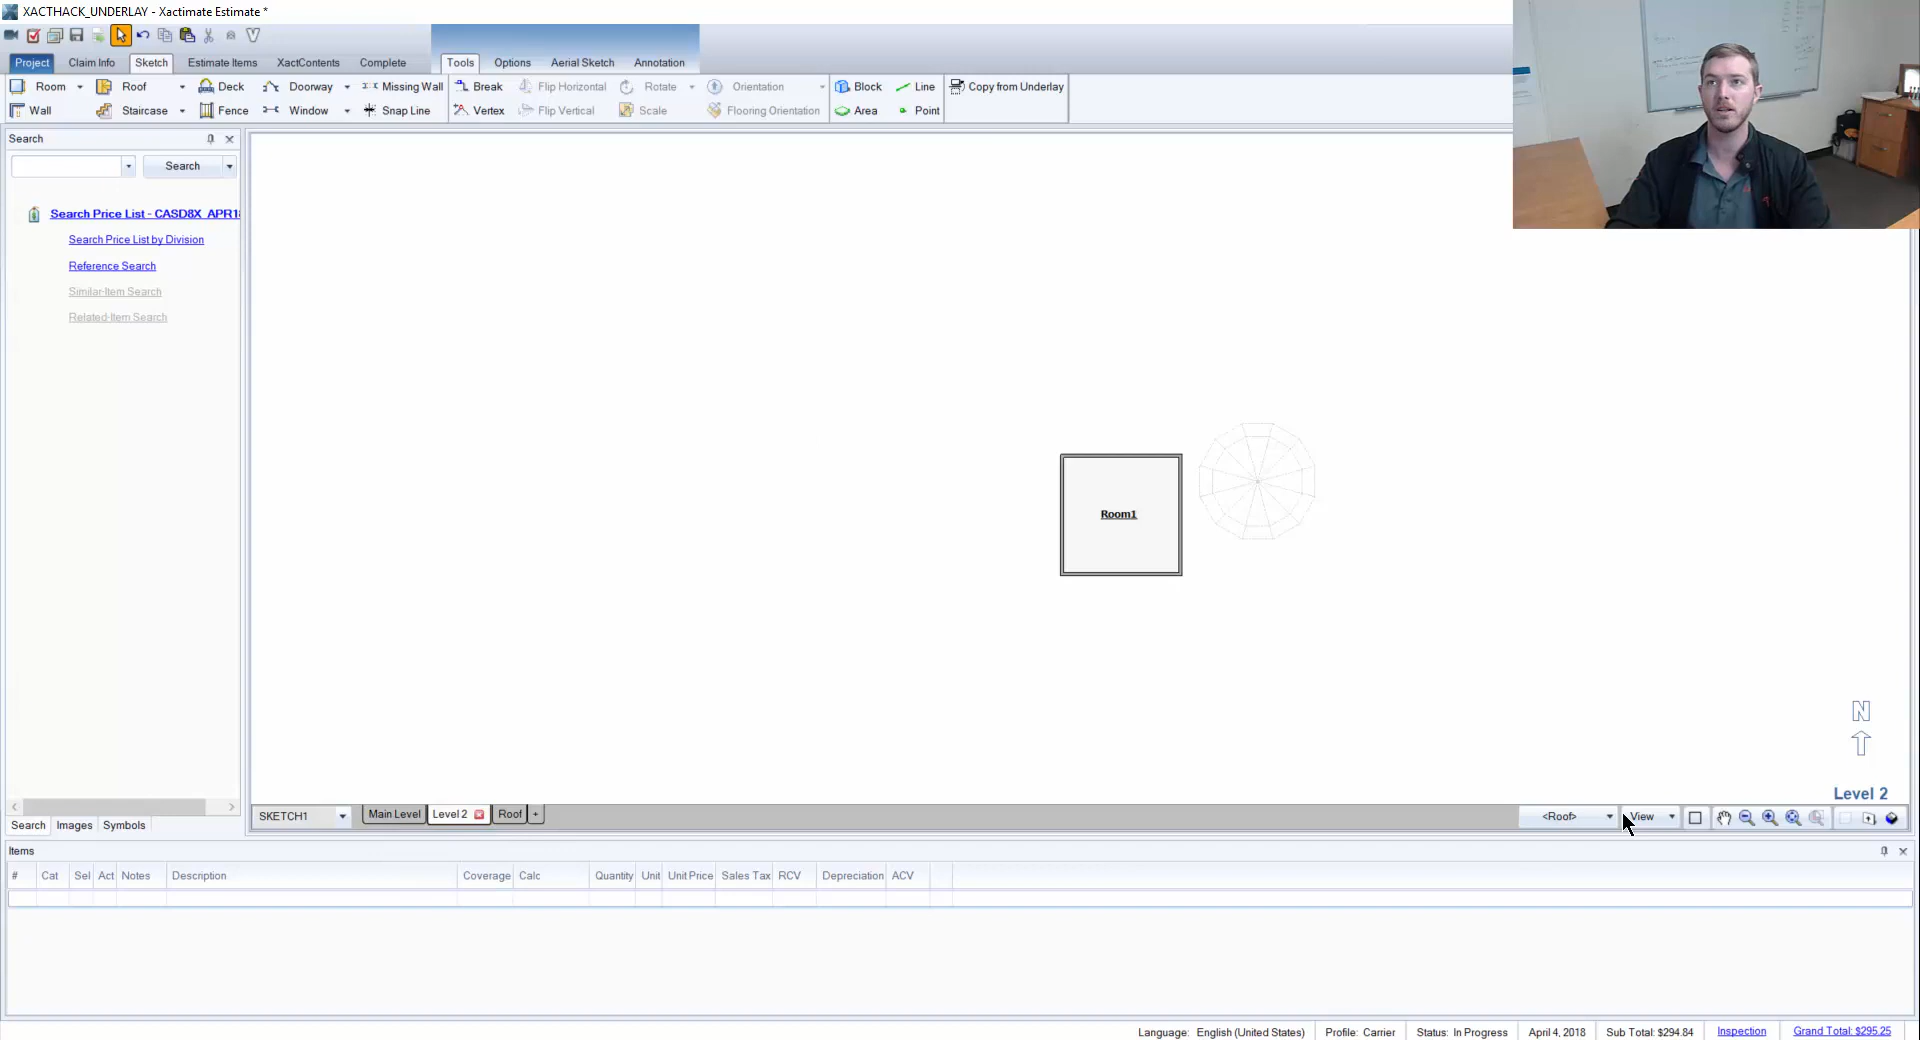 XACTHACK_UNDERLAY - Xactimate Estimate *
Project Claim Info Sketch Estimate Items XactContents Complete Tools Options Aerial Sketch Annotation
Room Roof Deck Doorway Missing Wall Break Flip Horizontal Rotate Orientation Block Line Copy from Underlay
Wall Staircase Fence Window Snap Line Vertex Flip Vertical Scale Flooring Orientation Area Point
Search
Search
Search Price List - CASD8X_APR18
Search Price List by Division
Reference Search
Similar-Item Search
Related-Item Search
Room1
N
Level 2
SKETCH1 Main Level Level 2 Roof + <Roof> View
Search Images Symbols
Items
# Cat Sel Act Notes Description Coverage Calc Quantity Unit Unit Price Sales Tax RCV Depreciation ACV
Language: English (United States) Profile: Carrier Status: In Progress April 4, 2018 Sub Total: $294.84 Inspection Grand Total: $295.25